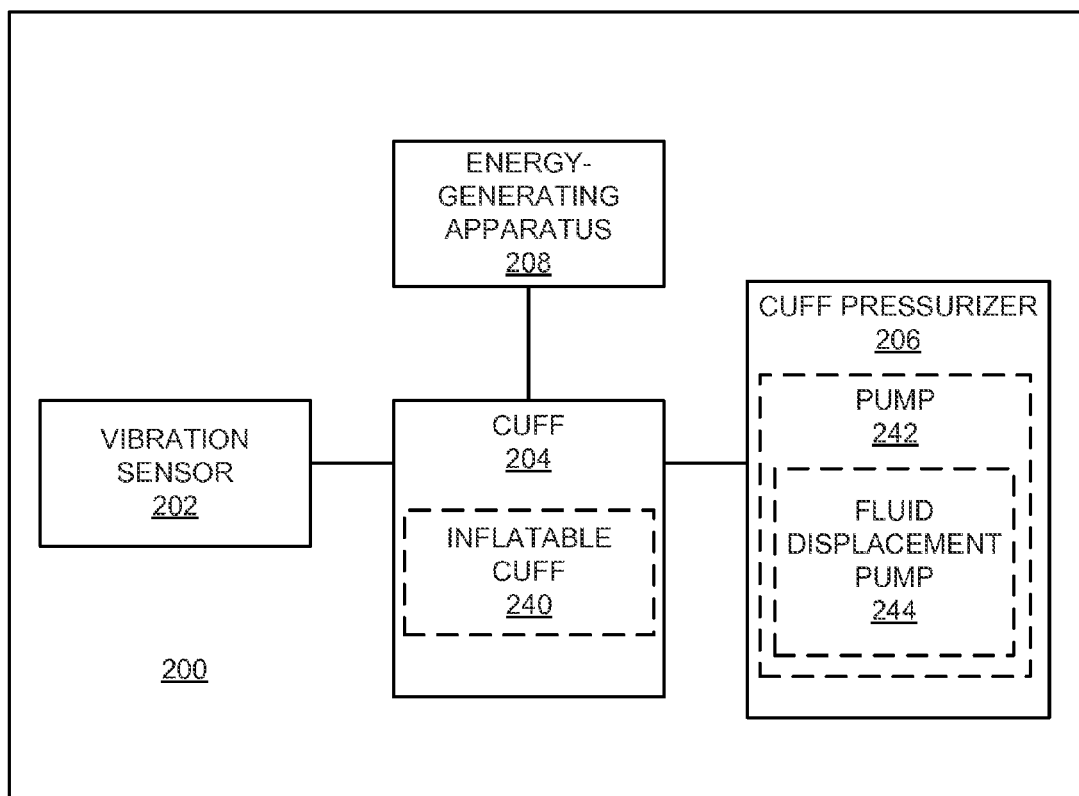 ENERGY-
GENERATING
APPARATUS
208
CUFF PRESSURIZER
206
PUMP
242
FLUID
DISPLACEMENT
PUMP
244
VIBRATION
SENSOR
202
CUFF
204
INFLATABLE
CUFF
240
200